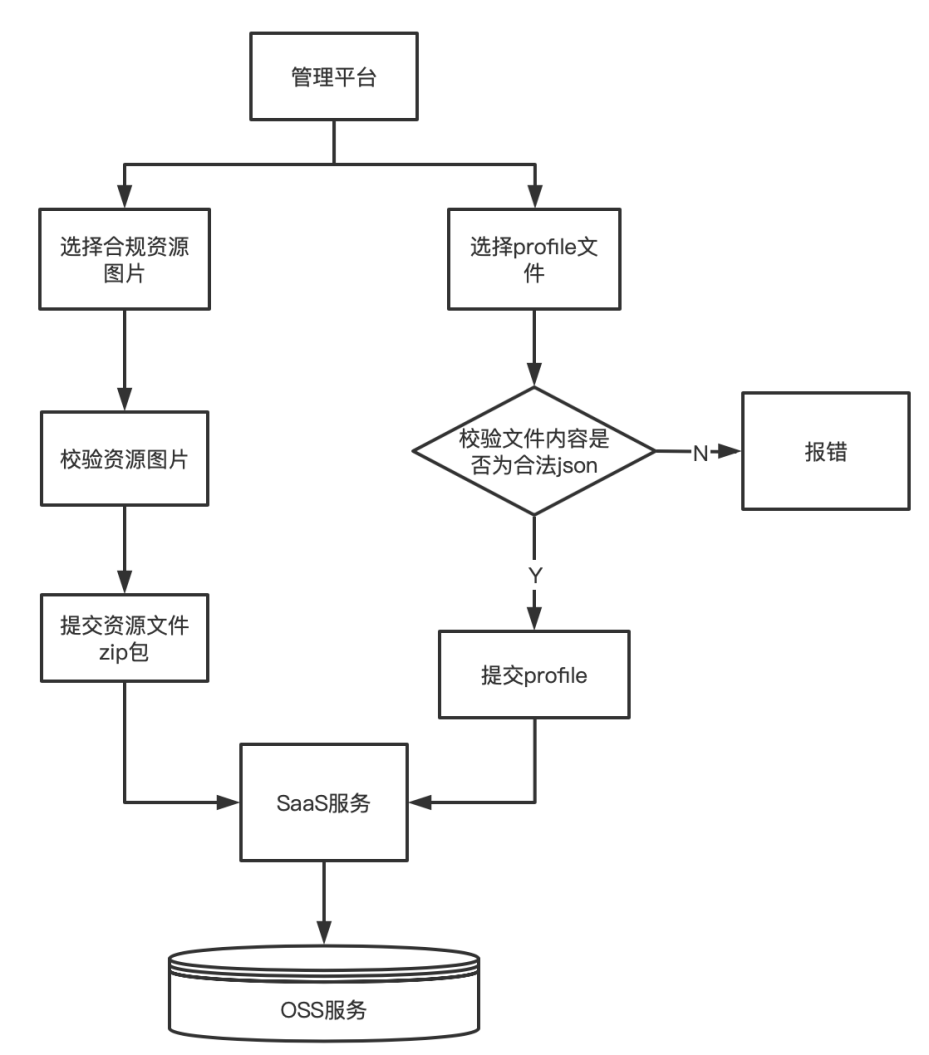 管理平台
选择合规资源
图片
选择profile文
件
校验资源图片
校验文件内容是
否为合法json
N
报错
Y
提交资源文件
zip包
提交profile
SaaS服务
OSS服务